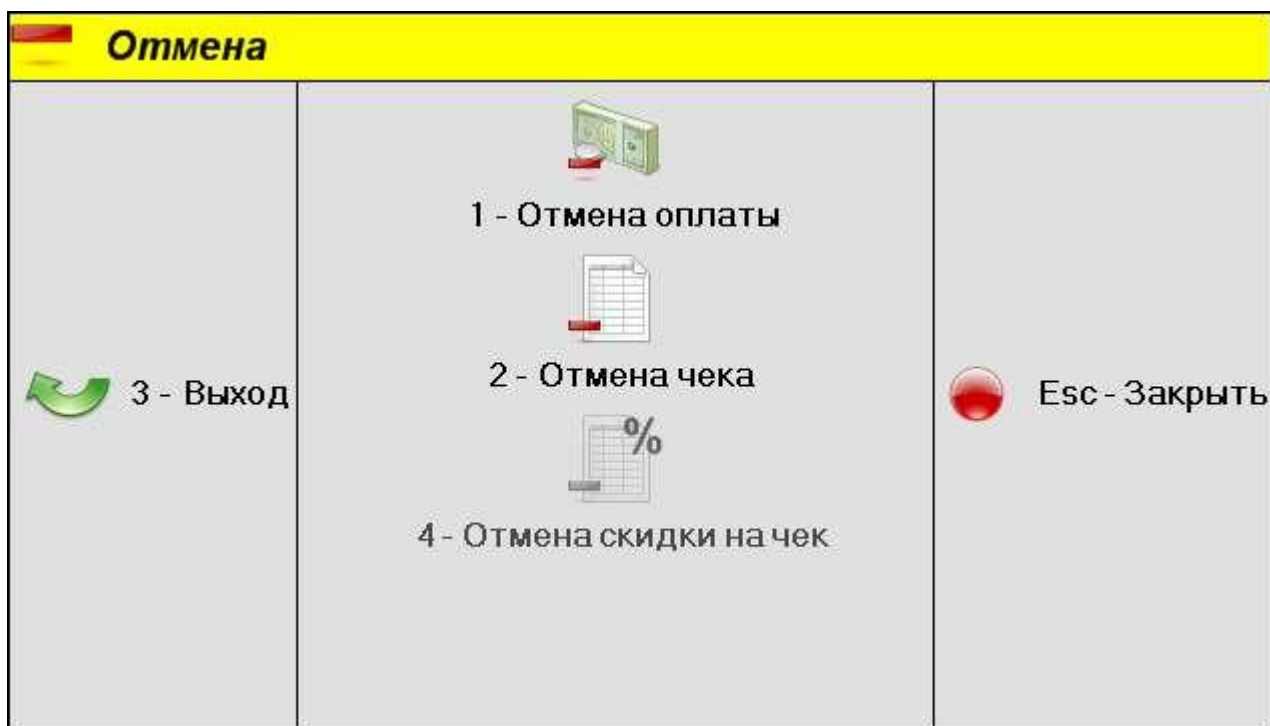 Отмена
1 - Отмена оплаты
2 - Отмена чека
3 - Выход
Esc - Закрыть
%
4 - Отмена скидки на чек